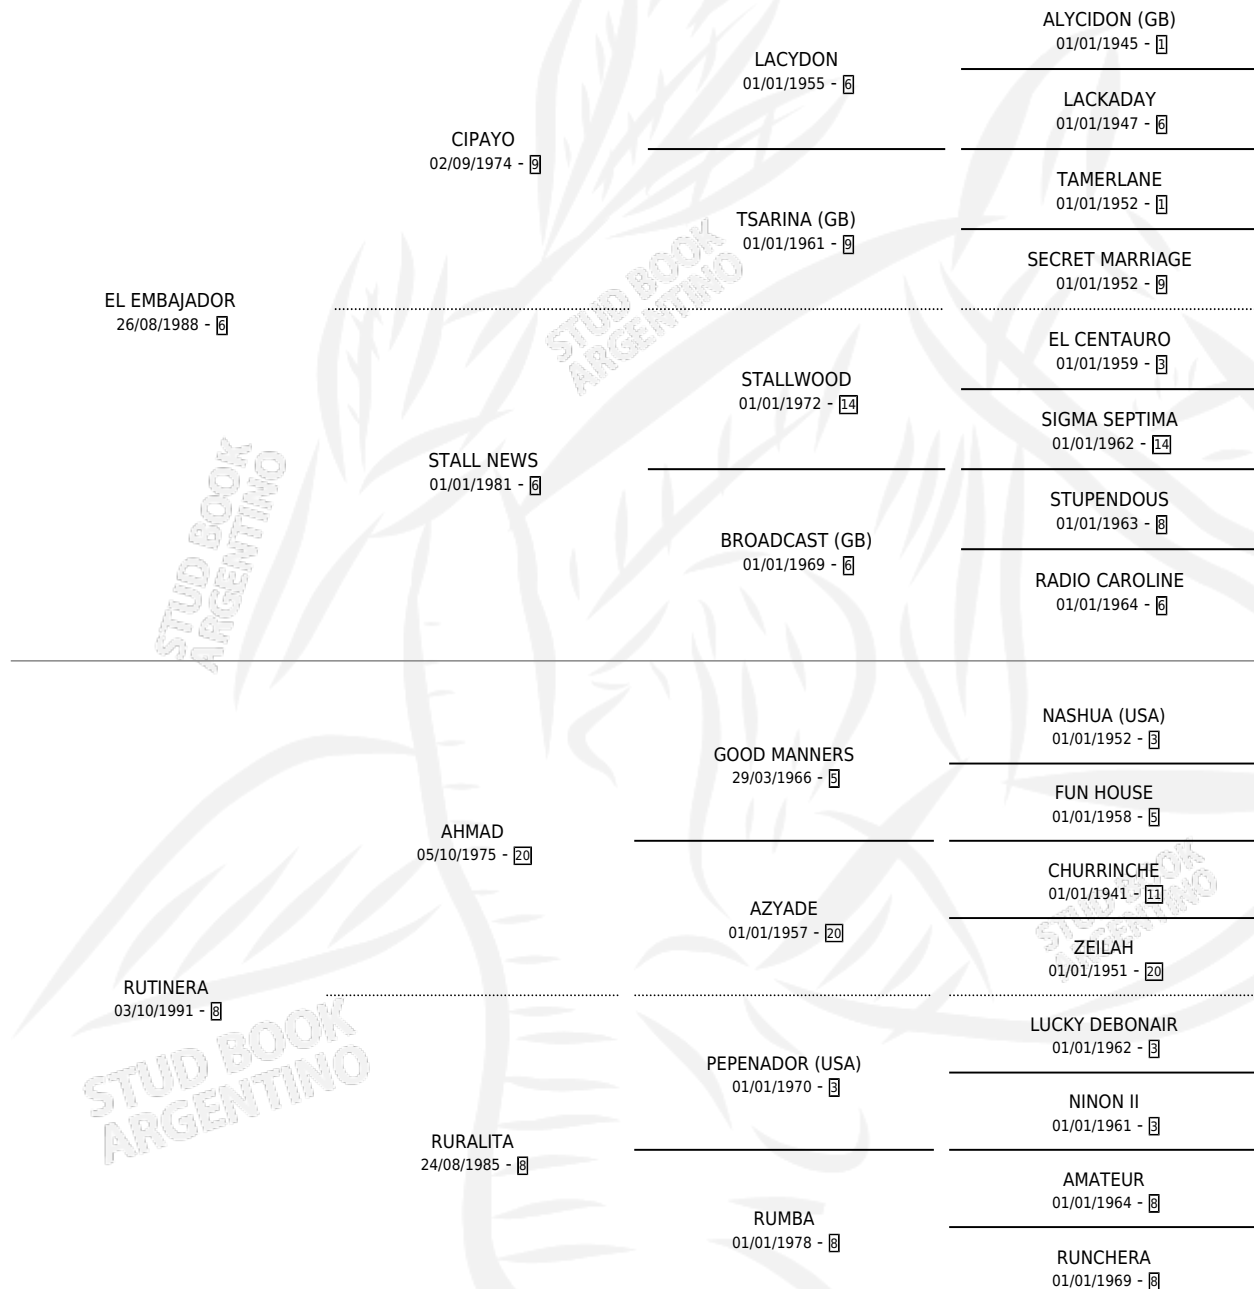 ALYCIDON (GB)
01/01/1945 - 1
LACYDON
01/01/1955 - 6
LACKADAY
01/01/1947 - 6
CIPAYO
02/09/1974 - 9
TAMERLANE
01/01/1952 - 1
TSARINA (GB)
01/01/1961 - 9
SECRET MARRIAGE
01/01/1952 - 9
EL EMBAJADOR
26/08/1988 - 6
EL CENTAURO
01/01/1959 - 3
STALLWOOD
01/01/1972 - 14
SIGMA SEPTIMA
01/01/1962 - 14
STALL NEWS
01/01/1981 - 6
STUPENDOUS
01/01/1963 - 8
BROADCAST (GB)
01/01/1969 - 6
RADIO CAROLINE
01/01/1964 - 6
NASHUA (USA)
01/01/1952 - 3
GOOD MANNERS
29/03/1966 - 5
FUN HOUSE
01/01/1958 - 5
AHMAD
05/10/1975 - 20
CHURRINCHE
01/01/1941 - 11
AZYADE
01/01/1957 - 20
ZEILAH
01/01/1951 - 20
RUTINERA
03/10/1991 - 8
LUCKY DEBONAIR
01/01/1962 - 3
PEPENADOR (USA)
01/01/1970 - 3
NINON II
01/01/1961 - 3
RURALITA
24/08/1985 - 8
AMATEUR
01/01/1964 - 8
RUMBA
01/01/1978 - 8
RUNCHERA
01/01/1969 - 8
STUD BOOK
ARGENTINO
STUD BOOK
ARGENTINO
STUD BOOK
ARGENTINO
STUD BOOK
ARGENTINO